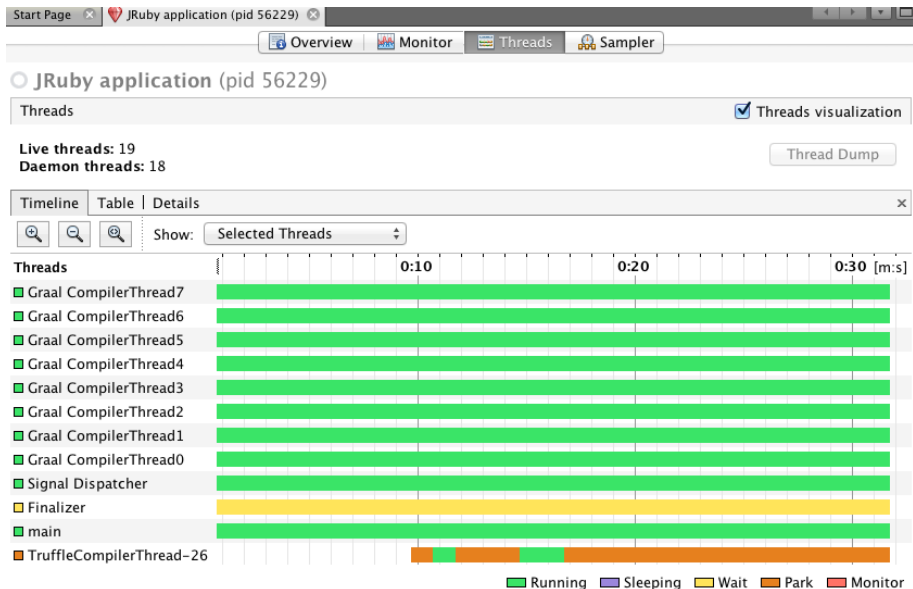 Start Page JRuby application (pid 56229)
Overview Monitor Threads Sampler
JRuby application (pid 56229)
Threads Threads visualization
Live threads: 19
Daemon threads: 18
Thread Dump
Timeline Table Details
Show: Selected Threads
Threads 0:10 0:20 0:30 [m:s]
Graal CompilerThread7
Graal CompilerThread6
Graal CompilerThread5
Graal CompilerThread4
Graal CompilerThread3
Graal CompilerThread2
Graal CompilerThread1
Graal CompilerThread0
Signal Dispatcher
Finalizer
main
TruffleCompilerThread-26
Running Sleeping Wait Park Monitor